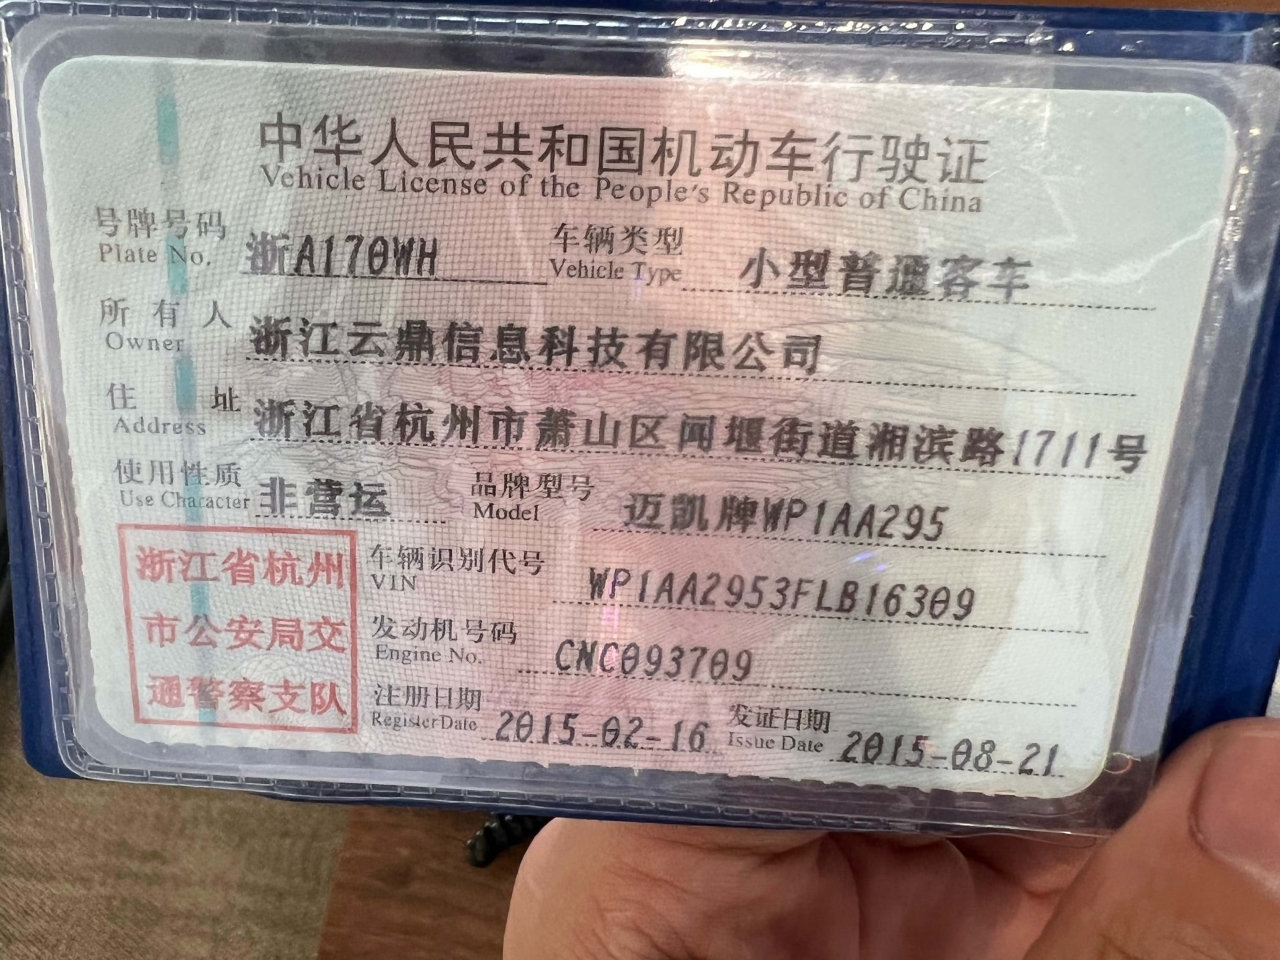 中华人民共和国机动车行驶证
Vehicle License of the People's Republic of China
号牌号码 浙A170WH 车辆类型 小型普通客车
Plate No. Vehicle Type
所有人 浙江云鼎信息科技有限公司
Owner
住址 浙江省杭州市萧山区闻堰街道湘滨路1711号
Address
使用性质 非营运 品牌型号 迈凯牌WP1AA295
Use Character Model
浙江省杭州
市公安局交
通警察支队
车辆识别代号 WP1AA2953FLB16309
VIN
发动机号码 CNC093709
Engine No.
注册日期 2015-02-16 发证日期 2015-08-21
Register Date Issue Date